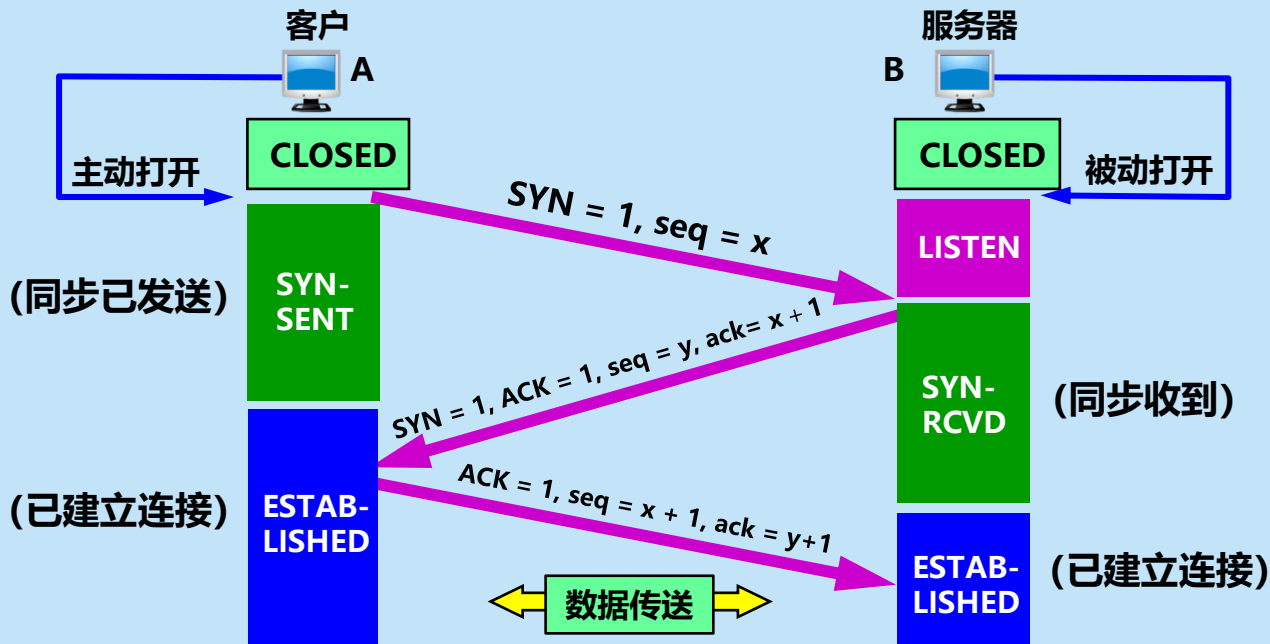 客户
服务器
A
B
CLOSED
CLOSED
主动打开
被动打开
SYN = 1, seq = x
LISTEN
(同步已发送)
SYN-
SENT
SYN = 1, ACK = 1, seq = y, ack= x + 1
SYN-
RCVD
(同步收到)
ACK = 1, seq = x + 1, ack = y+1
(已建立连接)
ESTAB-
LISHED
ESTAB-
LISHED
(已建立连接)
数据传送